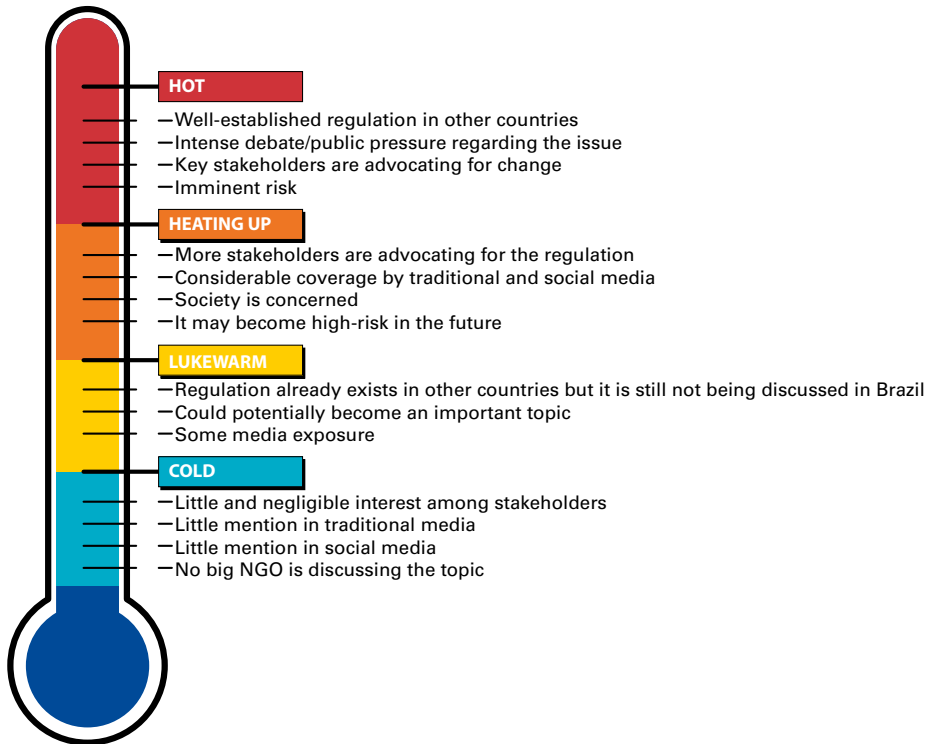 HOT
—Well-established regulation in other countries
—Intense debate/public pressure regarding the issue
—Key stakeholders are advocating for change
—Imminent risk
HEATING UP
—More stakeholders are advocating for the regulation
—Considerable coverage by traditional and social media
—Society is concerned
—It may become high-risk in the future
LUKEWARM
—Regulation already exists in other countries but it is still not being discussed in Brazil
—Could potentially become an important topic
—Some media exposure
COLD
—Little and negligible interest among stakeholders
—Little mention in traditional media
—Little mention in social media
—No big NGO is discussing the topic